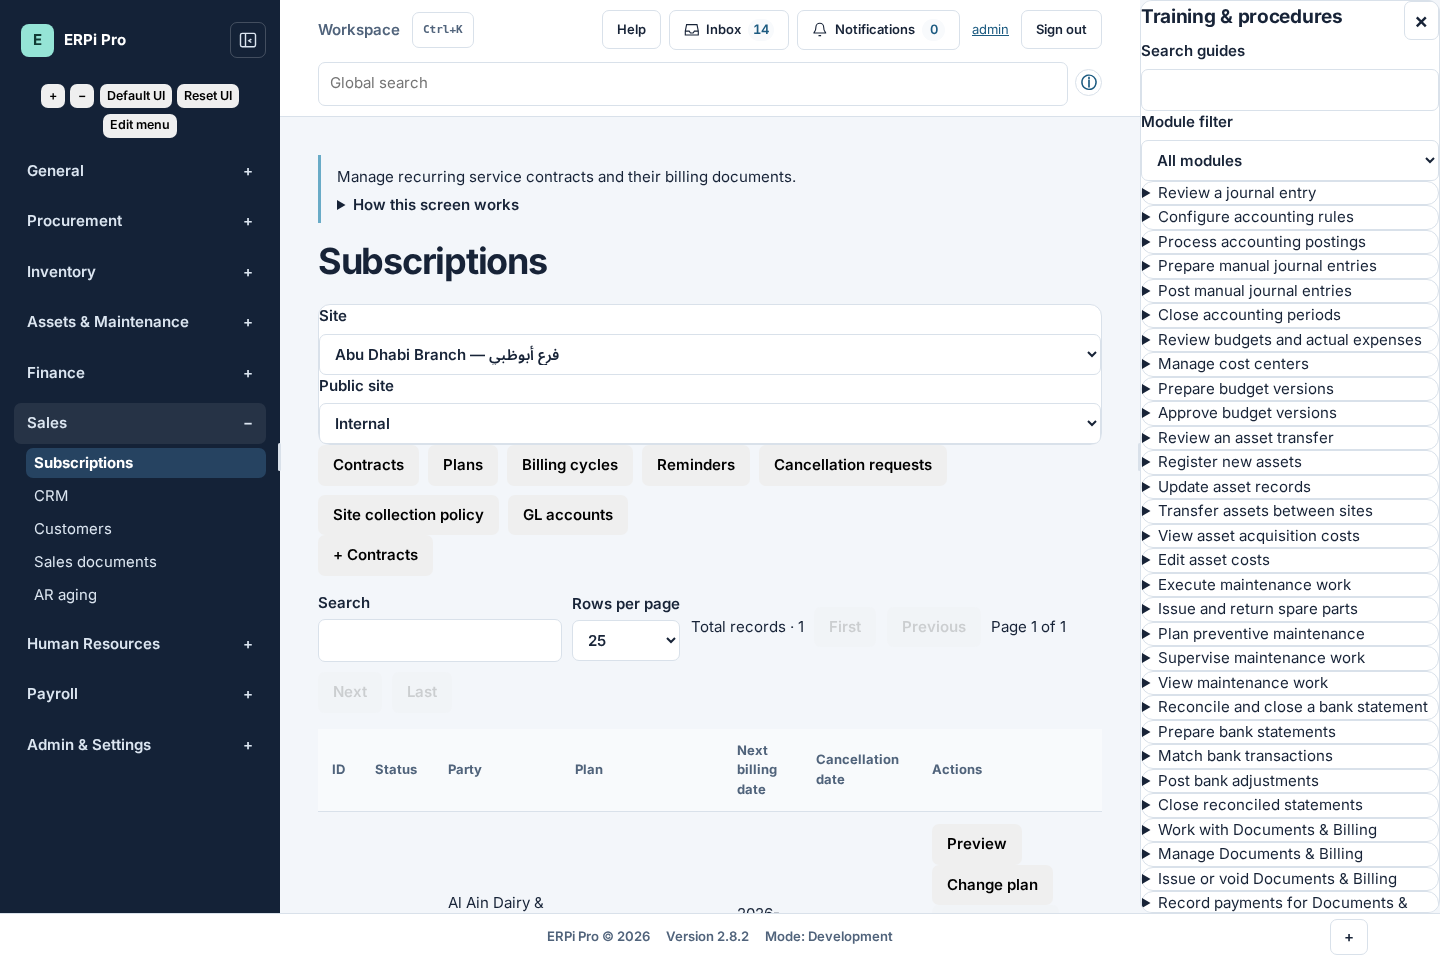 E ERPi Pro
+ − Default UI Reset UI
Edit menu
General +
Procurement +
Inventory +
Assets & Maintenance +
Finance +
Sales −
Subscriptions
CRM
Customers
Sales documents
AR aging
Human Resources +
Payroll +
Admin & Settings +
Workspace Ctrl+K Help Inbox 14 Notifications 0 admin Sign out
Global search
Manage recurring service contracts and their billing documents.
How this screen works
Subscriptions
Site
Abu Dhabi Branch — فرع أبوظبي
Public site
Internal
Contracts Plans Billing cycles Reminders Cancellation requests
Site collection policy GL accounts
+ Contracts
Search Rows per page
25 Total records · 1 First Previous Page 1 of 1
Next Last
ID Status Party Plan Next billing date Cancellation date Actions
Preview
Change plan
Al Ain Dairy &
2026-
Training & procedures ×
Search guides
Module filter
All modules
Review a journal entry
Configure accounting rules
Process accounting postings
Prepare manual journal entries
Post manual journal entries
Close accounting periods
Review budgets and actual expenses
Manage cost centers
Prepare budget versions
Approve budget versions
Review an asset transfer
Register new assets
Update asset records
Transfer assets between sites
View asset acquisition costs
Edit asset costs
Execute maintenance work
Issue and return spare parts
Plan preventive maintenance
Supervise maintenance work
View maintenance work
Reconcile and close a bank statement
Prepare bank statements
Match bank transactions
Post bank adjustments
Close reconciled statements
Work with Documents & Billing
Manage Documents & Billing
Issue or void Documents & Billing
Record payments for Documents &
ERPi Pro © 2026 Version 2.8.2 Mode: Development +